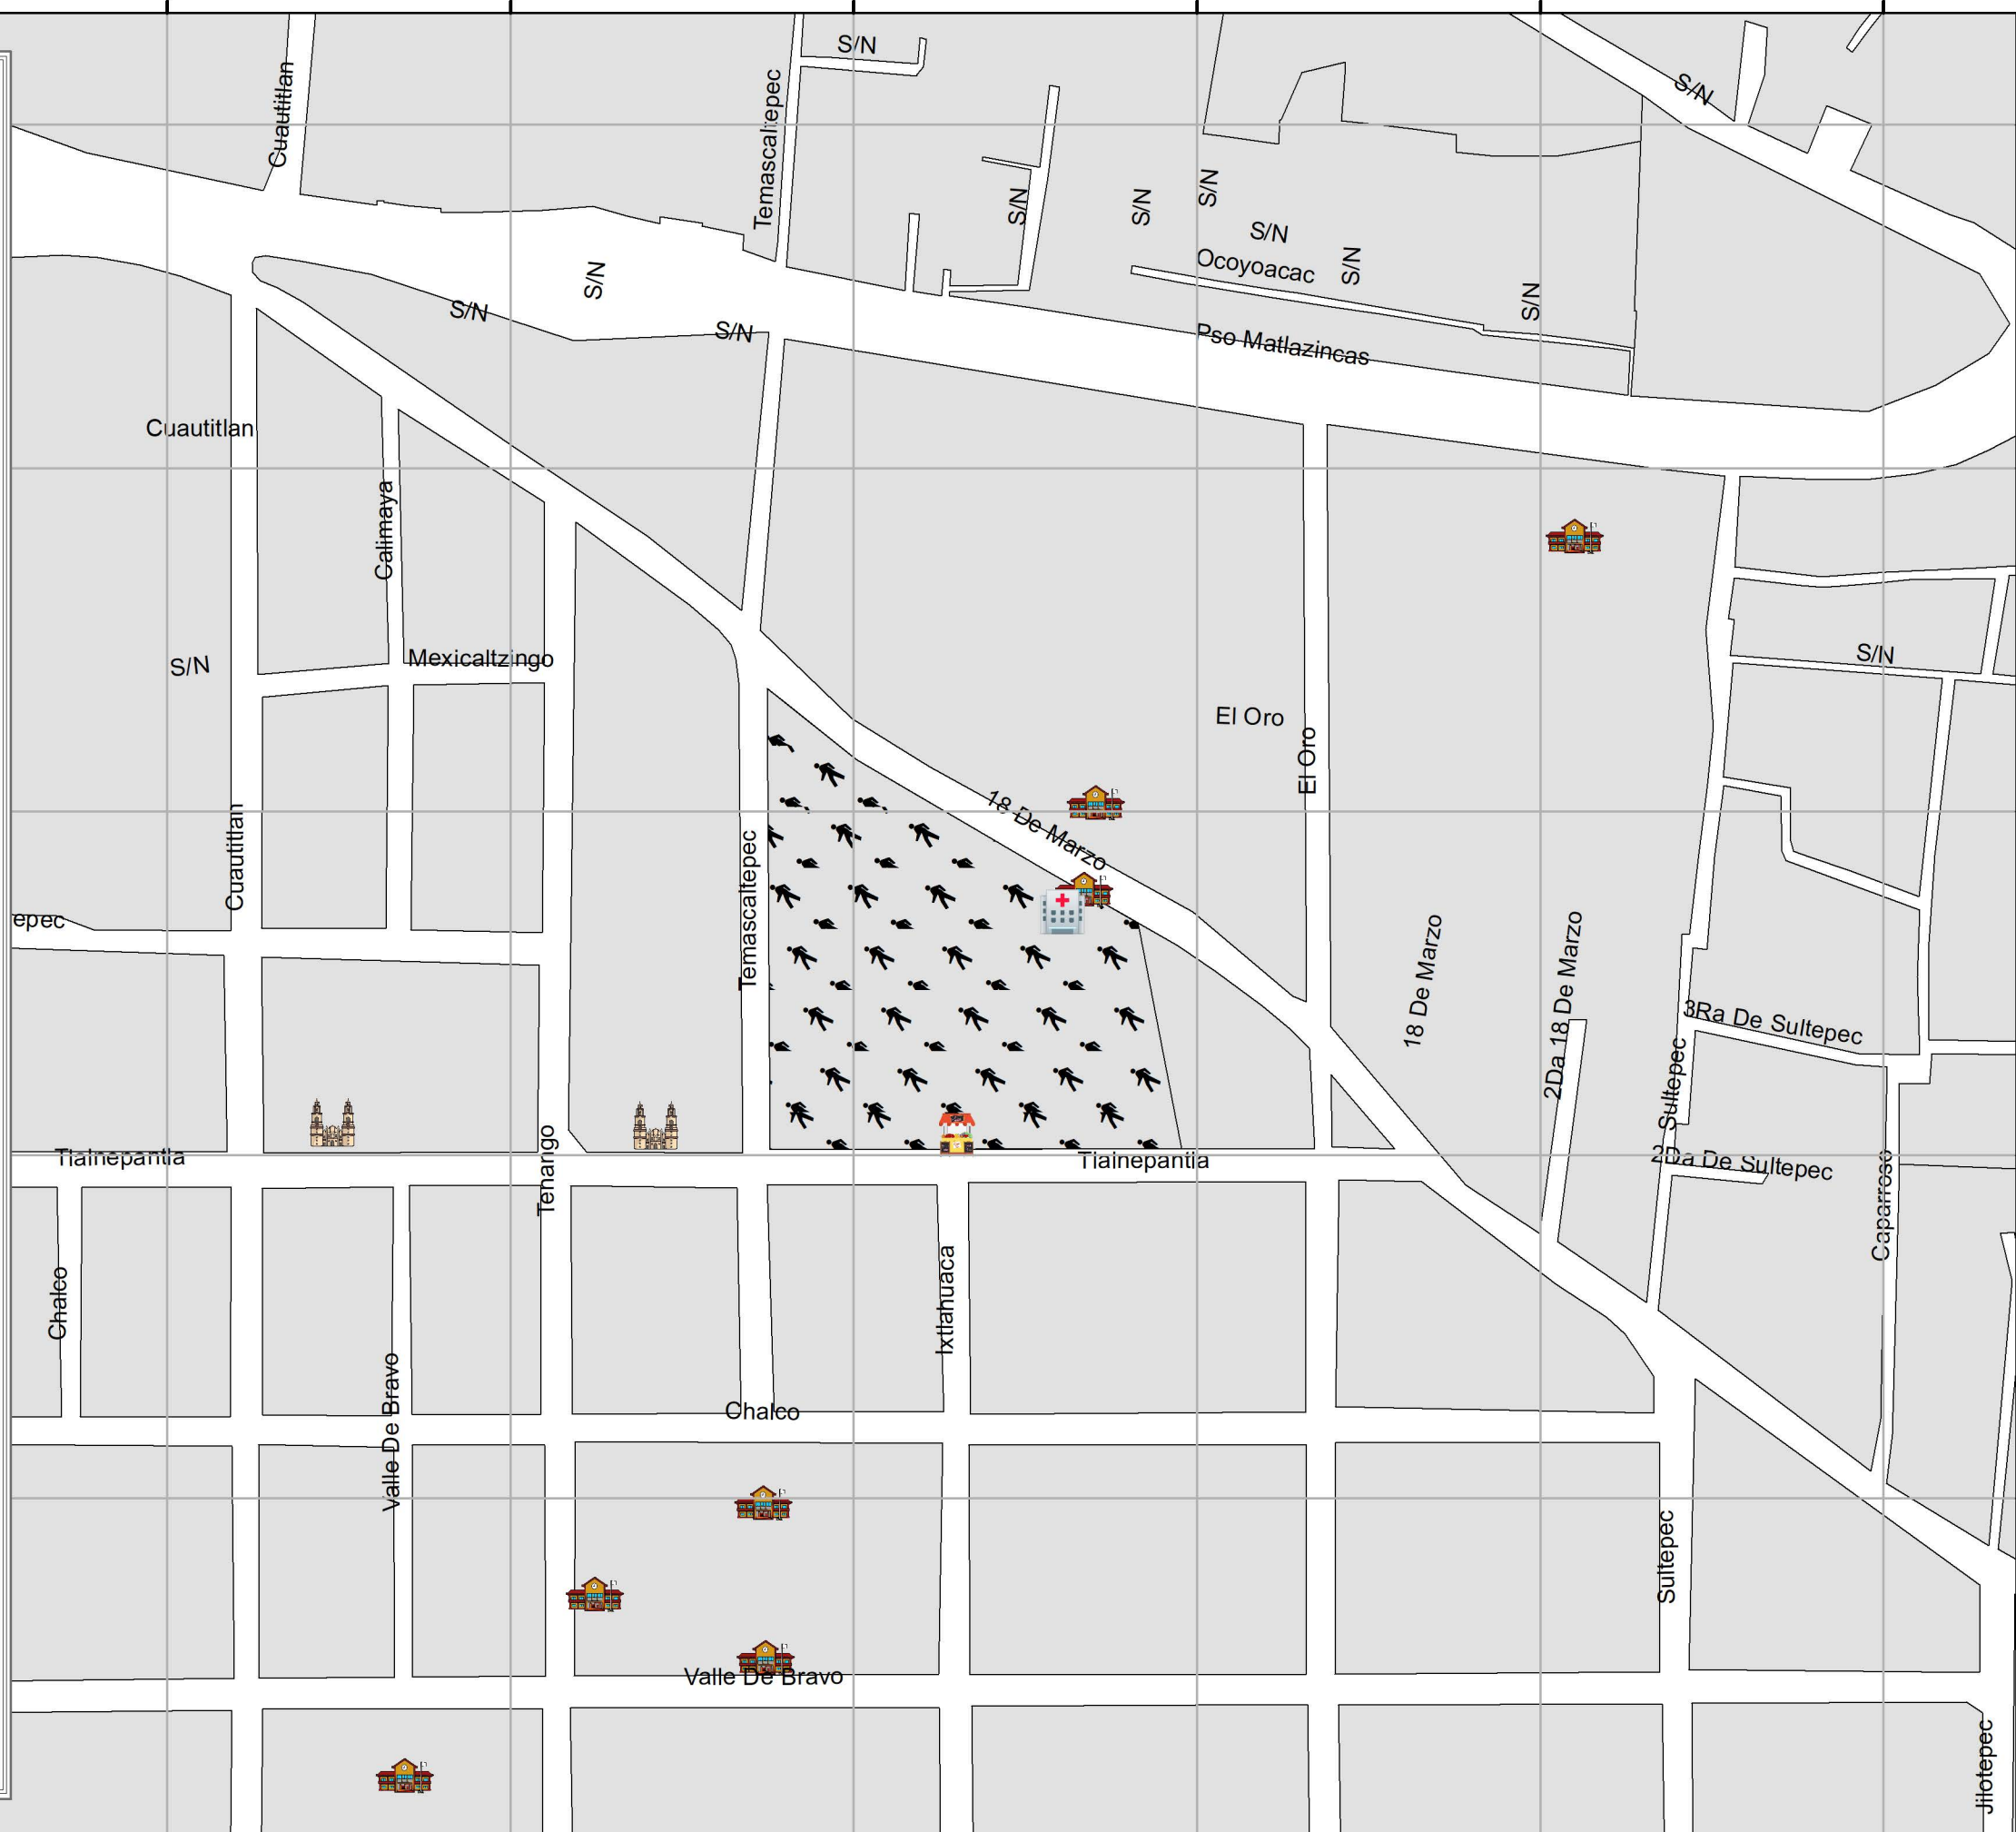 S/N
Cuautitlan
Temascaltepec
S/N
S/N
S/N
S/N
S/N
Ocoyoacac
S/N
S/N
S/N
S/N
S/N
Pso Matlazincas
Cuautitlan
Calimaya
S/N
Mexicaltzingo
S/N
El Oro
El Oro
18 De Marzo
Cuautitlan
Temascaltepec
epec
18 De Marzo
2Da 18 De Marzo
3Ra De Sultepec
Sultepec
Tlalnepantla
Tenango
Tlalnepantla
2Da De Sultepec
Caparroso
Chalco
Ixtlahuaca
Valle De Bravo
Chalco
Sultepec
Valle De Bravo
Jilotepec